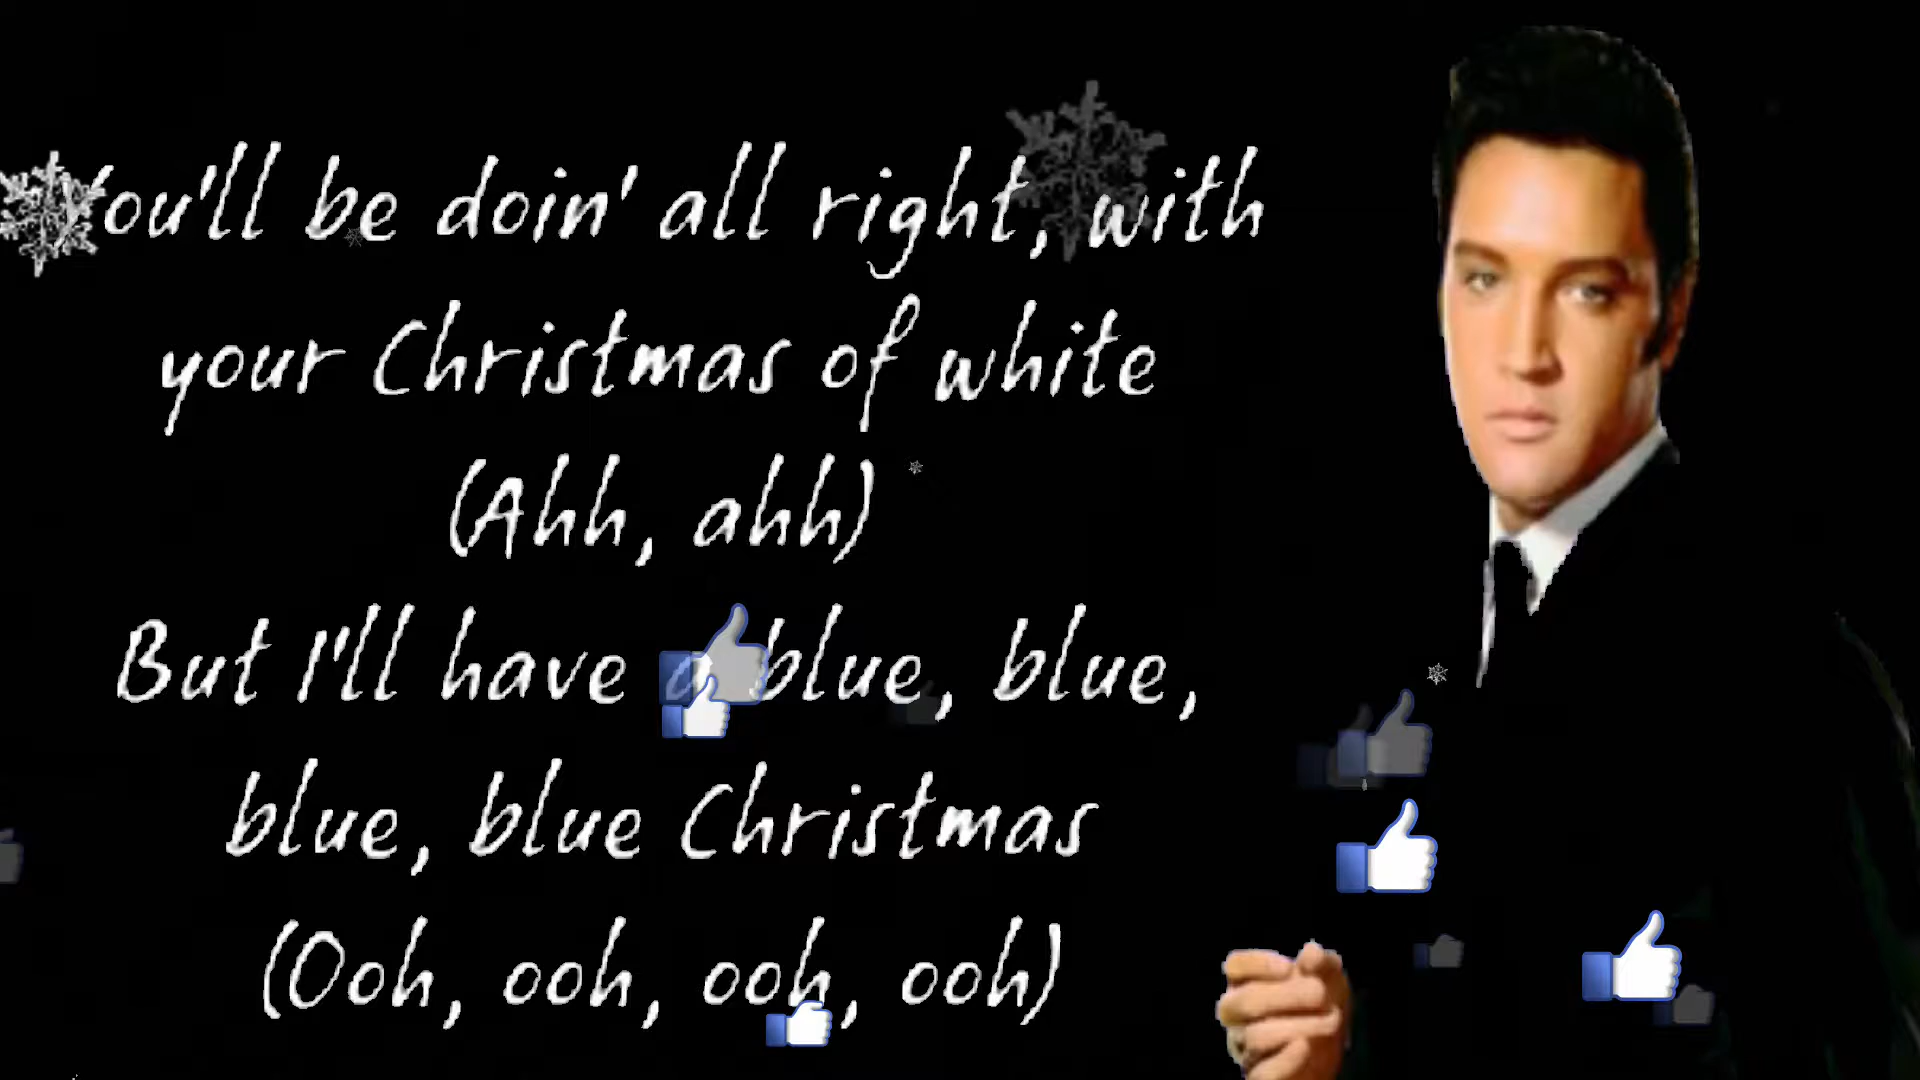 You'll be doin' all right, with
your Christmas of white
(Ahh, ahh)
But I'll have a blue, blue,
blue, blue Christmas
(Ooh, ooh, ooh, ooh)